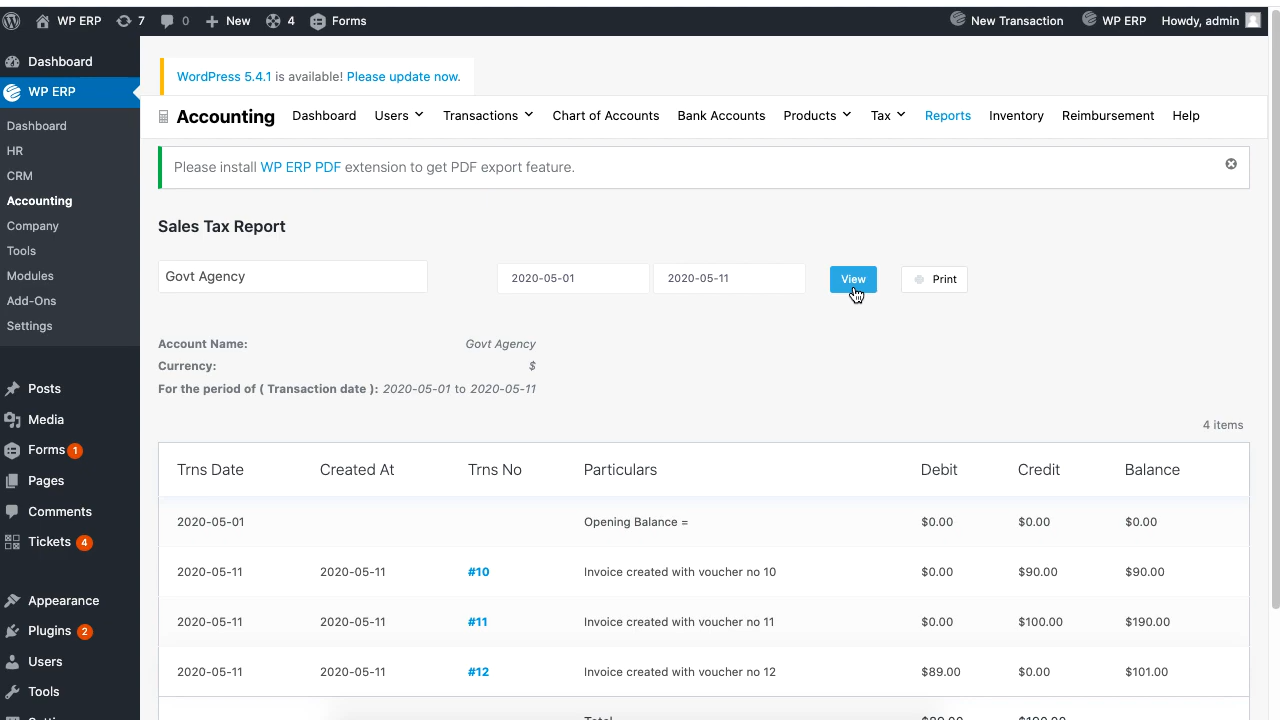 WP ERP 7 0 New 4 Forms New Transaction WP ERP Howdy, admin
Dashboard
WP ERP
Dashboard
HR
CRM
Accounting
Company
Tools
Modules
Add-Ons
Settings
Posts
Media
Forms 1
Pages
Comments
Tickets 4
Appearance
Plugins 2
Users
Tools
WordPress 5.4.1 is available! Please update now.
Accounting Dashboard Users Transactions Chart of Accounts Bank Accounts Products Tax Reports Inventory Reimbursement Help
Please install WP ERP PDF extension to get PDF export feature.
Sales Tax Report
Govt Agency 2020-05-01 2020-05-11 View Print
Account Name: Govt Agency
Currency: $
For the period of ( Transaction date ): 2020-05-01 to 2020-05-11
4 items
Trns Date Created At Trns No Particulars Debit Credit Balance
2020-05-01 Opening Balance = $0.00 $0.00 $0.00
2020-05-11 2020-05-11 #10 Invoice created with voucher no 10 $0.00 $90.00 $90.00
2020-05-11 2020-05-11 #11 Invoice created with voucher no 11 $0.00 $100.00 $190.00
2020-05-11 2020-05-11 #12 Invoice created with voucher no 12 $89.00 $0.00 $101.00